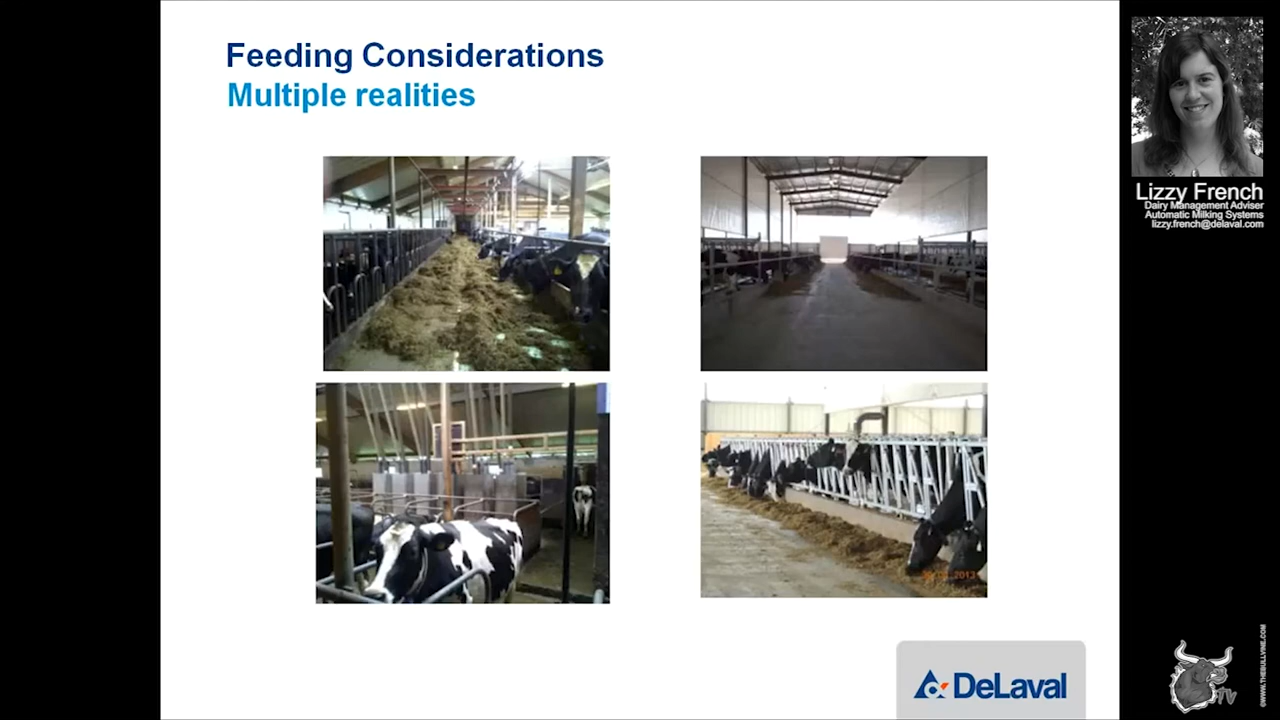 Feeding Considerations
Multiple realities
DeLaval
Lizzy French
Dairy Management Adviser
Automatic Milking Systems
lizzy.french@delaval.com
TV
©WWW.THEBULLVINE.COM